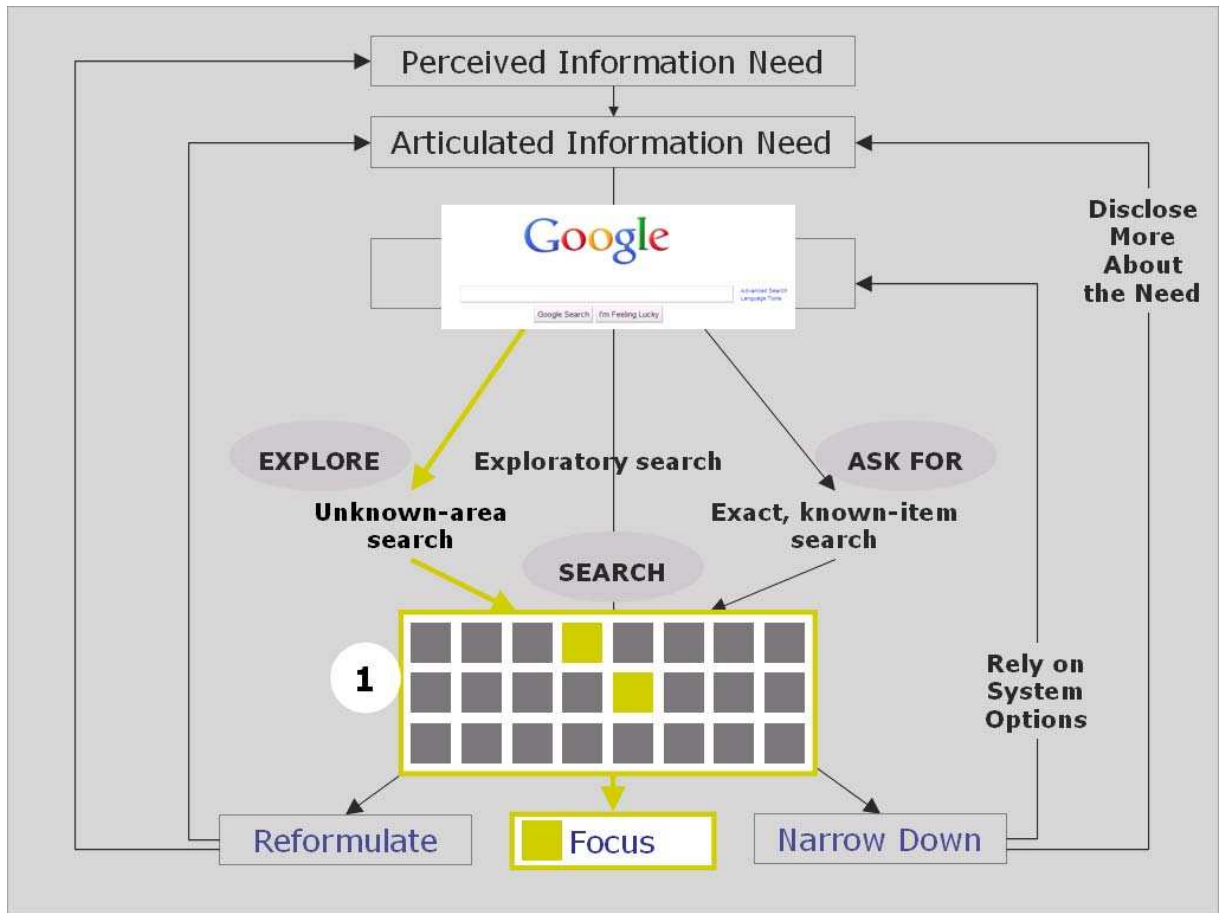 Perceived Information Need
Articulated Information Need
Disclose
More
About
the Need
Google
Advanced Search
Language Tools
Google Search
I'm Feeling Lucky
EXPLORE
Exploratory search
ASK FOR
Unknown-area
search
Exact, known-item
search
SEARCH
1
Rely on
System
Options
Reformulate
Focus
Narrow Down